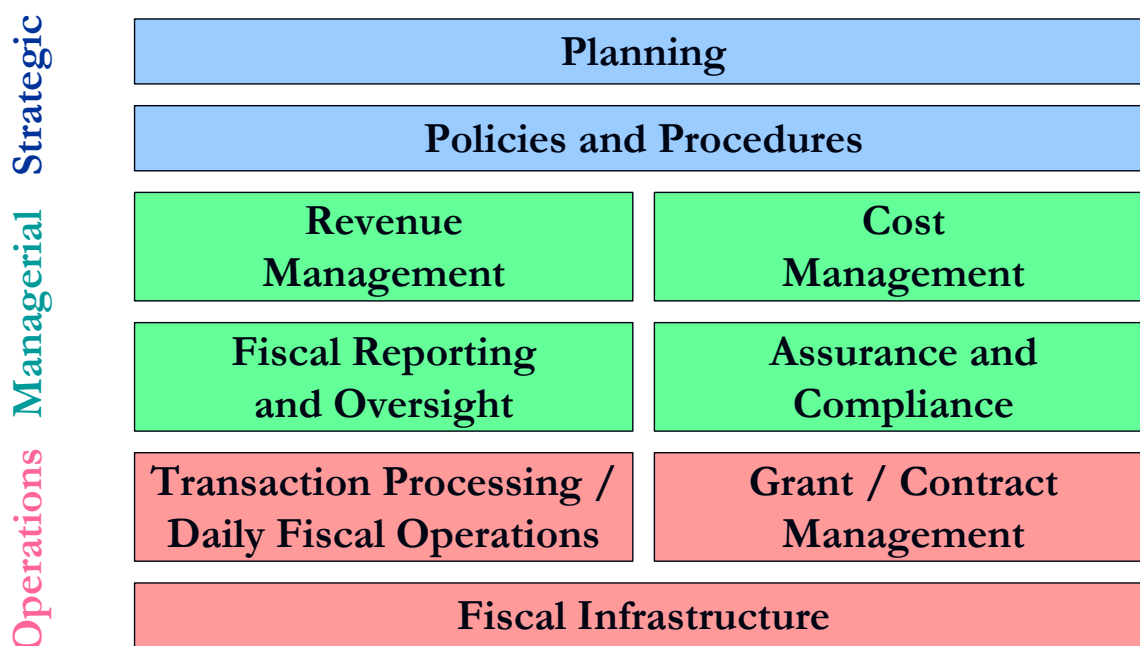 Strategic
Planning
Policies and Procedures
Managerial
Revenue
Management
Cost
Management
Fiscal Reporting
and Oversight
Assurance and
Compliance
Operations
Transaction Processing /
Daily Fiscal Operations
Grant / Contract
Management
Fiscal Infrastructure